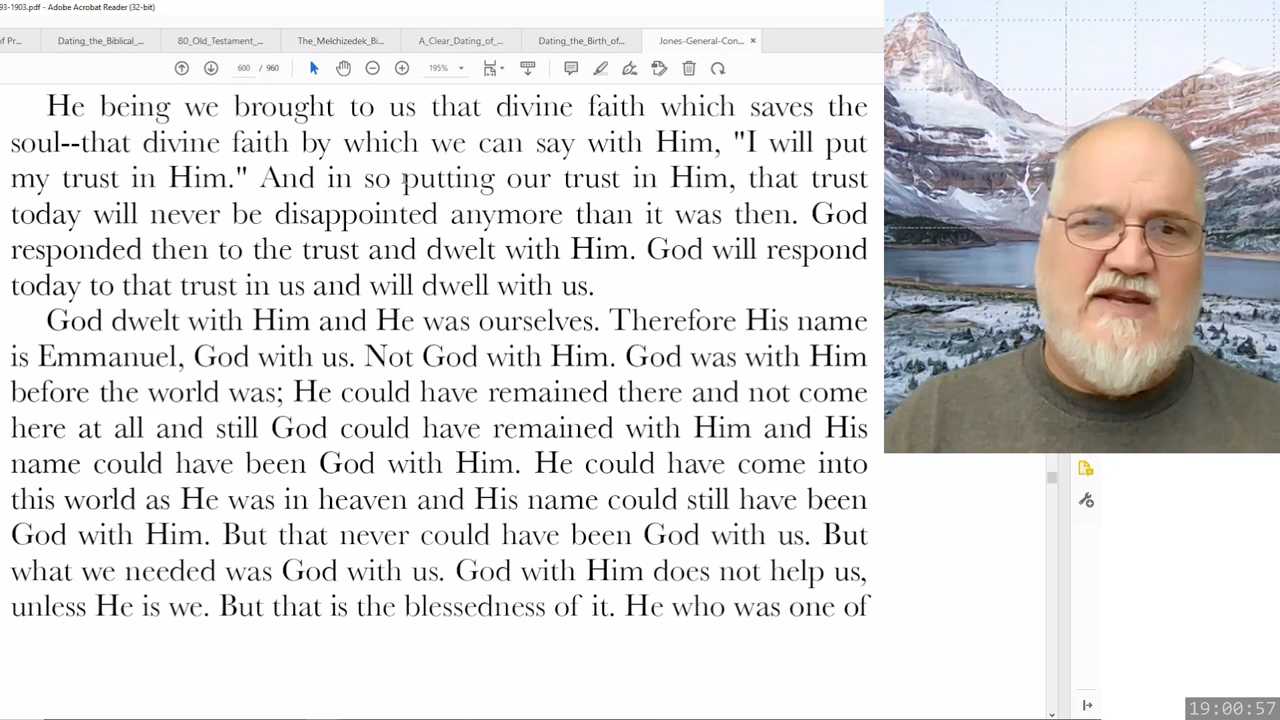 93-1903.pdf - Adobe Acrobat Reader (32-bit)
of Pr...
Dating_the_Biblical_...
80_Old_Testament_...
The_Melchizedek_Bi...
A_Clear_Dating_of_...
Dating_the_Birth_of...
Jones-General-Con... ×
600 / 960
195%
He being we brought to us that divine faith which saves the
soul--that divine faith by which we can say with Him, "I will put
my trust in Him." And in so putting our trust in Him, that trust
today will never be disappointed anymore than it was then. God
responded then to the trust and dwelt with Him. God will respond
today to that trust in us and will dwell with us.
God dwelt with Him and He was ourselves. Therefore His name
is Emmanuel, God with us. Not God with Him. God was with Him
before the world was; He could have remained there and not come
here at all and still God could have remained with Him and His
name could have been God with Him. He could have come into
this world as He was in heaven and His name could still have been
God with Him. But that never could have been God with us. But
what we needed was God with us. God with Him does not help us,
unless He is we. But that is the blessedness of it. He who was one of
19:00:57